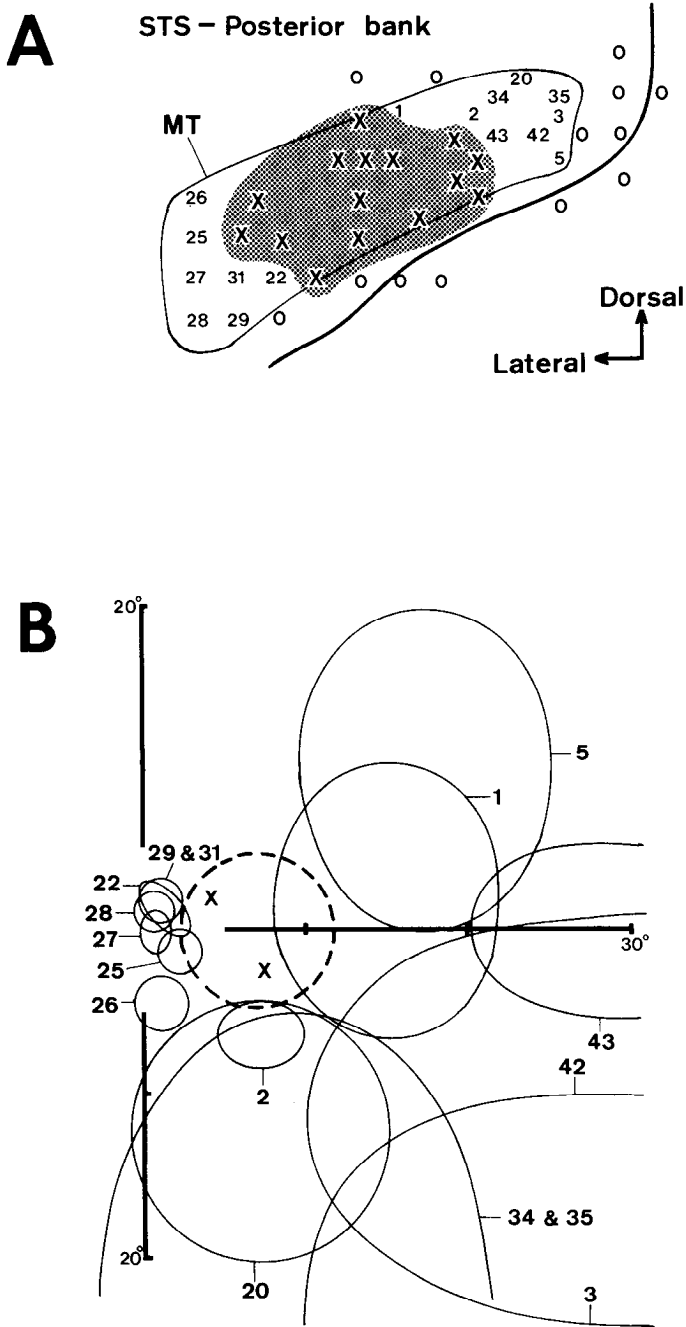 A
STS – Posterior bank
O O 20 O
34 35 O O
MT X 1 2 3
X 43 42 O O
X X X X 5
26 X X X X O
X O
25 X X X X
27 31 22 X O O O
28 29 O
Dorsal
Lateral
B
20°
5
1
29 & 31
22
X
28
27
30°
25
X
26
43
42
2
34 & 35
20°
20
3